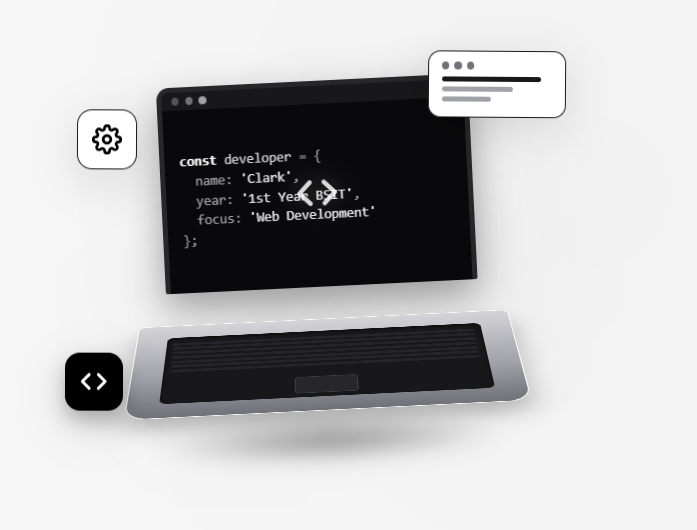 const developer = {
name: 'Clark',
year: '1st Year BSIT',
focus: 'Web Development'
};